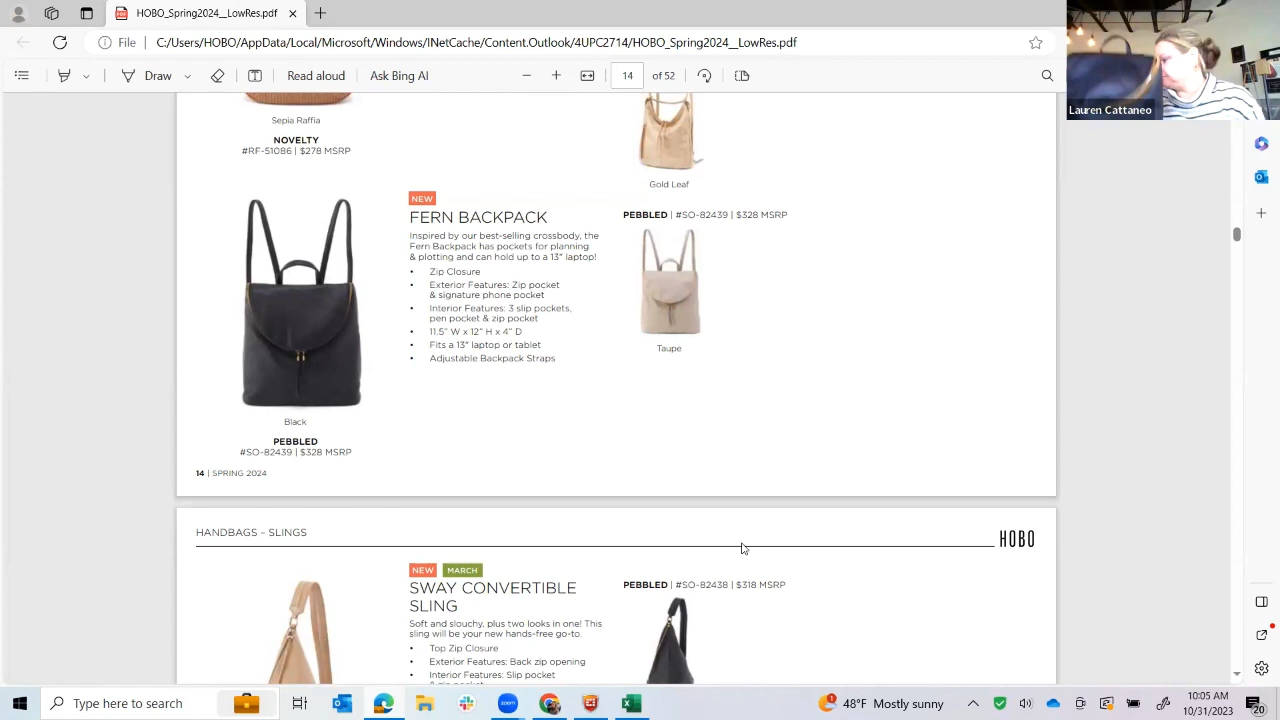 HOBO_Spring2024__LowRes.pdf
File
C:/Users/HOBO/AppData/Local/Microsoft/Windows/INetCache/Content.Outlook/4UPC2714/HOBO_Spring2024__LowRes.pdf
Draw
Read aloud
Ask Bing AI
14 of 52
Lauren Cattaneo
Sepia Raffia
NOVELTY
#RF-51086 | $278 MSRP
Gold Leaf
NEW
FERN BACKPACK
Inspired by our best-selling crossbody, the
Fern Backpack has pockets for planning
& plotting and can hold up to a 13" laptop!
• Zip Closure
• Exterior Features: Zip pocket
& signature phone pocket
• Interior Features: 3 slip pockets,
pen pocket & zip pocket
• 11.5" W x 12" H x 4" D
• Fits a 13" laptop or tablet
• Adjustable Backpack Straps
PEBBLED | #SO-82439 | $328 MSRP
Taupe
Black
PEBBLED
#SO-82439 | $328 MSRP
14 | SPRING 2024
HANDBAGS – SLINGS
HOBO
NEW MARCH
SWAY CONVERTIBLE
SLING
Soft and slouchy, plus two looks in one! This
sling will be your new hands-free go-to.
• Top Zip Closure
• Exterior Features: Back zip opening
• Interior Features: Slip pocket
PEBBLED | #SO-82438 | $318 MSRP
Type here to search
zoom
48°F Mostly sunny
10:05 AM
10/31/2023
20